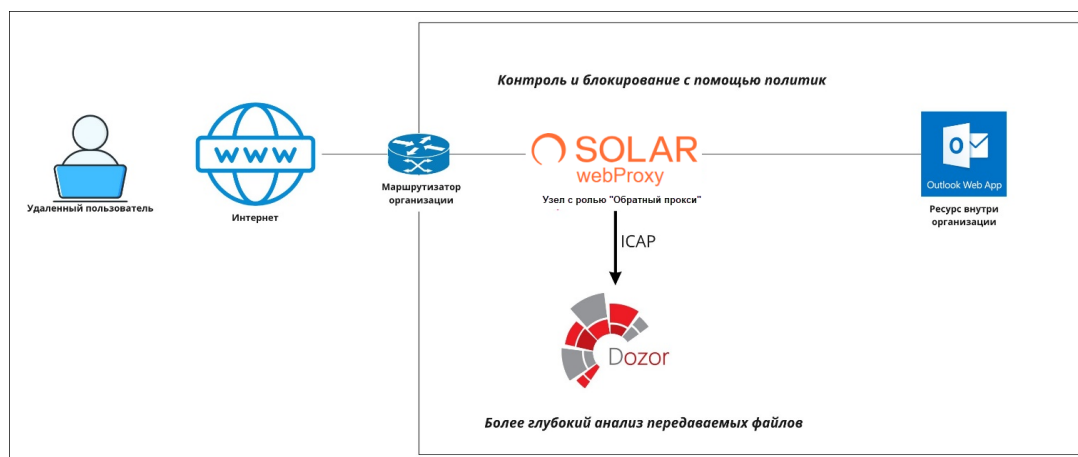 Контроль и блокирование с помощью политик
WWW
SOLAR
webProxy
Outlook Web App
Удаленный пользователь
Интернет
Маршрутизатор
организации
Узел с ролью "Обратный прокси"
Ресурс внутри
организации
ICAP
Dozor
Более глубокий анализ передаваемых файлов